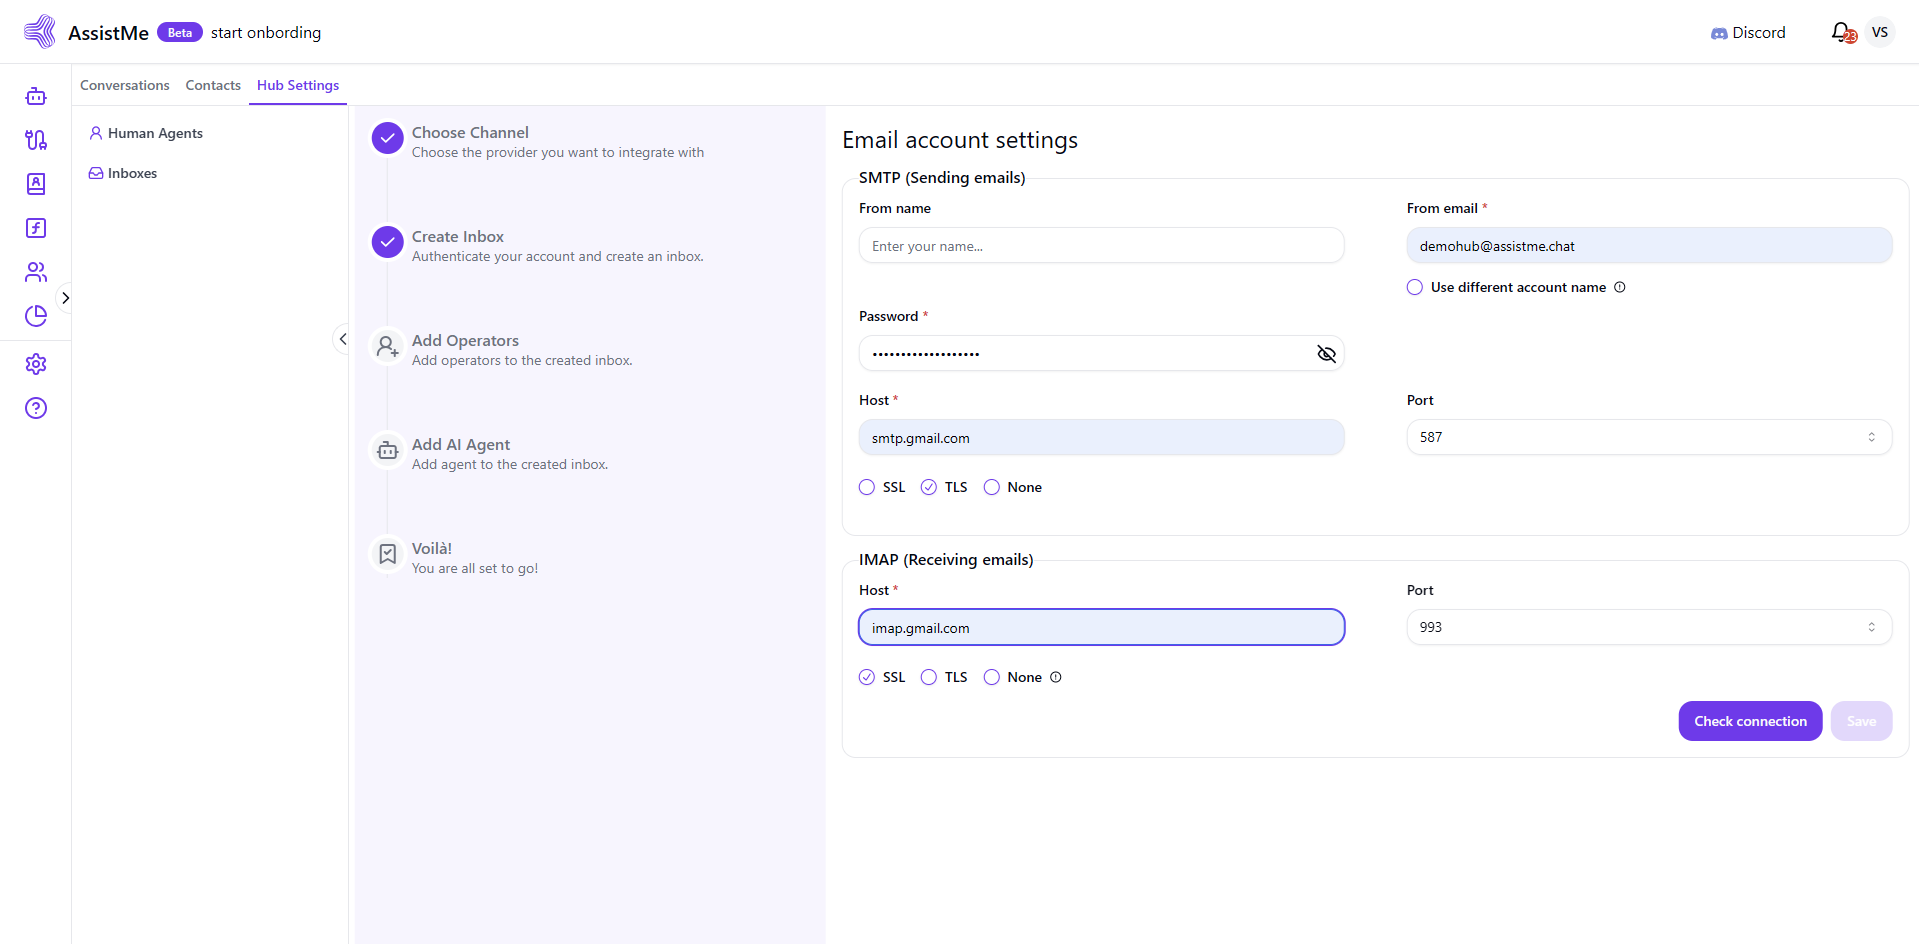 AssistMe Beta start onbording
Discord
23
VS
Conversations Contacts Hub Settings
Human Agents
Inboxes
Choose Channel
Choose the provider you want to integrate with
Create Inbox
Authenticate your account and create an inbox.
Add Operators
Add operators to the created inbox.
Add AI Agent
Add agent to the created inbox.
Voilà!
You are all set to go!
Email account settings
SMTP (Sending emails)
From name
Enter your name...
From email *
demohub@assistme.chat
Use different account name
Password *
•••••••••••••••••••
Host *
smtp.gmail.com
Port
587
SSL TLS None
IMAP (Receiving emails)
Host *
imap.gmail.com
Port
993
SSL TLS None
Check connection
Save